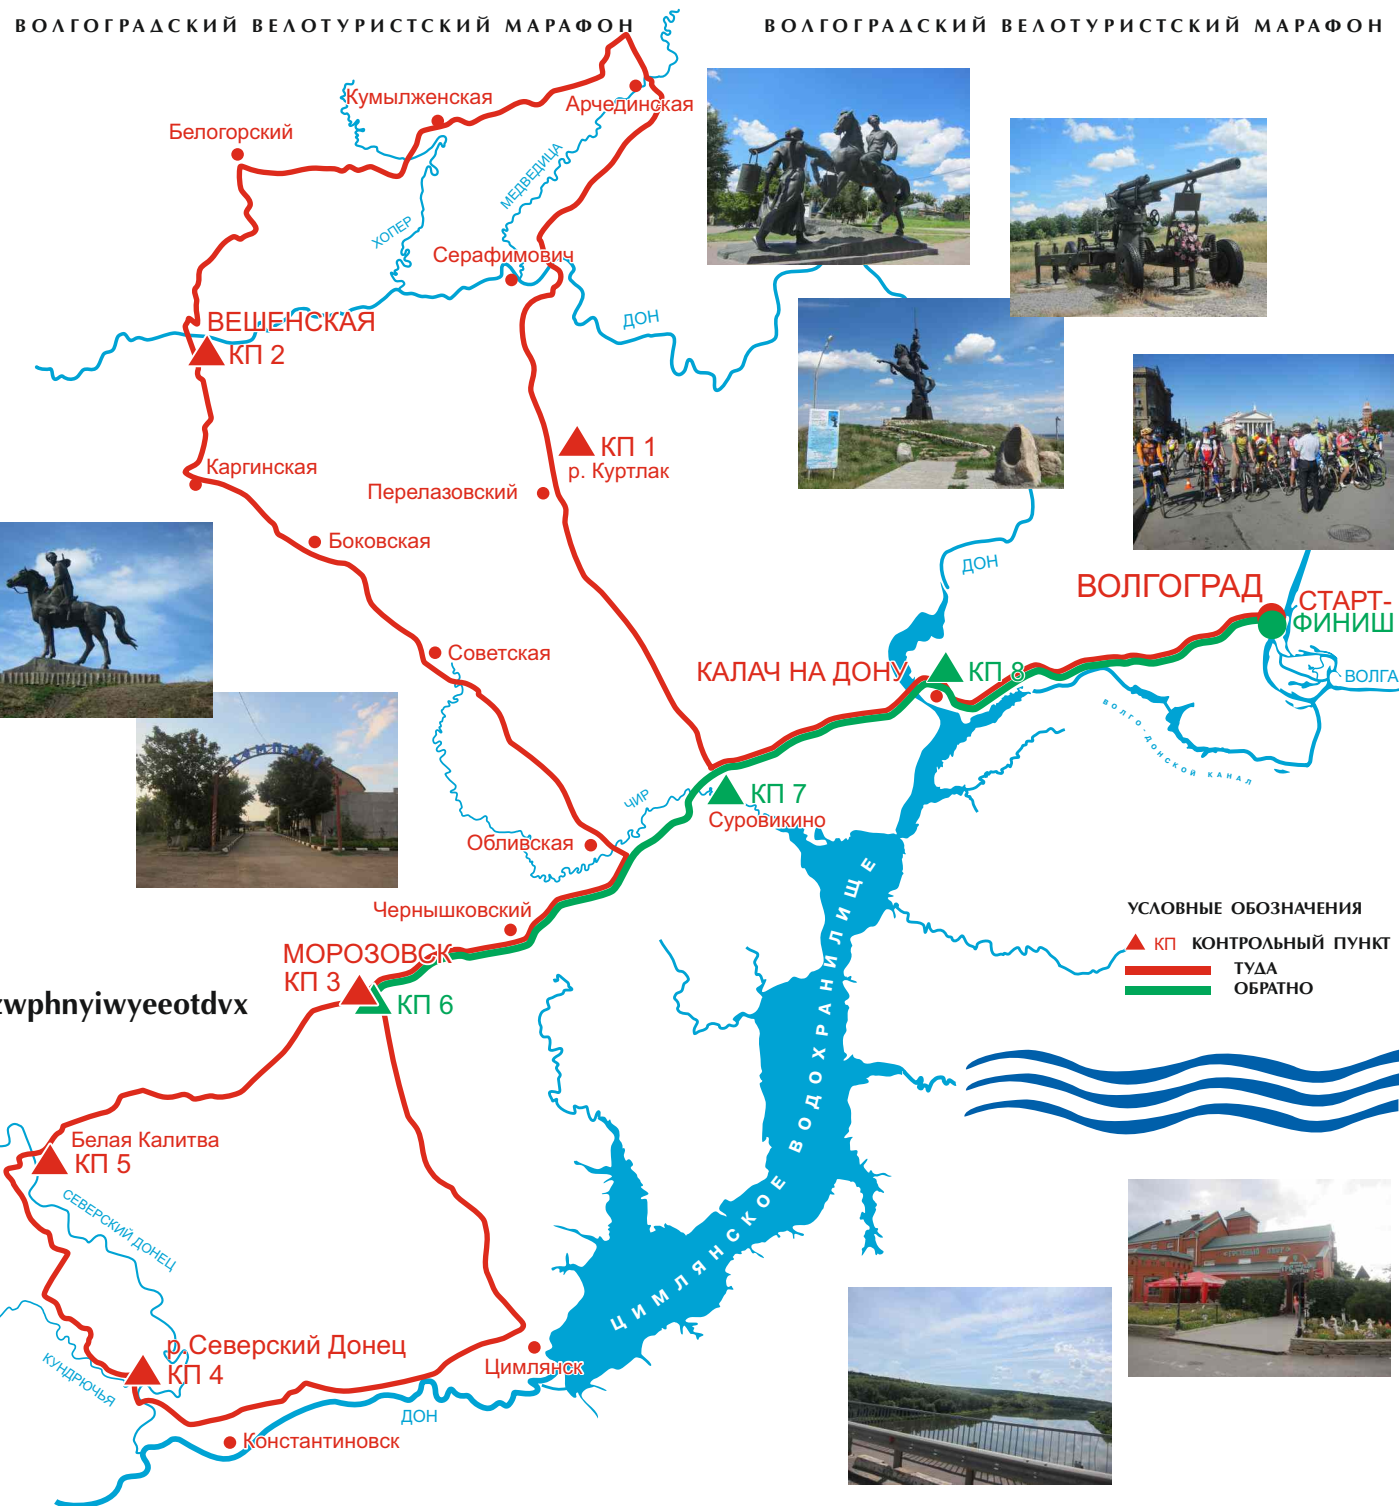 ВОЛГОГРАДСКИЙ ВЕЛОТУРИСТСКИЙ МАРАФОН
ВОЛГОГРАДСКИЙ ВЕЛОТУРИСТСКИЙ МАРАФОН
Кумылженская
Арчединская
Белогорский
МЕДВЕДИЦА
ХОПЕР
Серафимович
ДОН
ВЕШЕНСКАЯ
КП 2
КП 1
р. Куртлак
Каргинская
Перелазовский
Боковская
ДОН
ВОЛГОГРАД
СТАРТ-
ФИНИШ
Советская
КАЛАЧ НА ДОНУ
КП 8
ВОЛГА
ВОЛГО-ДОНСКОЙ КАНАЛ
КП 7
Суровикино
ЧИР
Обливская
Чернышковский
МОРОЗОВСК
КП 3
КП 6
wphnyiwyeeotdvx
УСЛОВНЫЕ ОБОЗНАЧЕНИЯ
КП КОНТРОЛЬНЫЙ ПУНКТ
ТУДА
ОБРАТНО
ЦИМЛЯНСКОЕ ВОДОХРАНИЛИЩЕ
Белая Калитва
КП 5
СЕВЕРСКИЙ ДОНЕЦ
р.Северский Донец
КП 4
КУНДРЮЧЬЯ
Цимлянск
ДОН
Константиновск